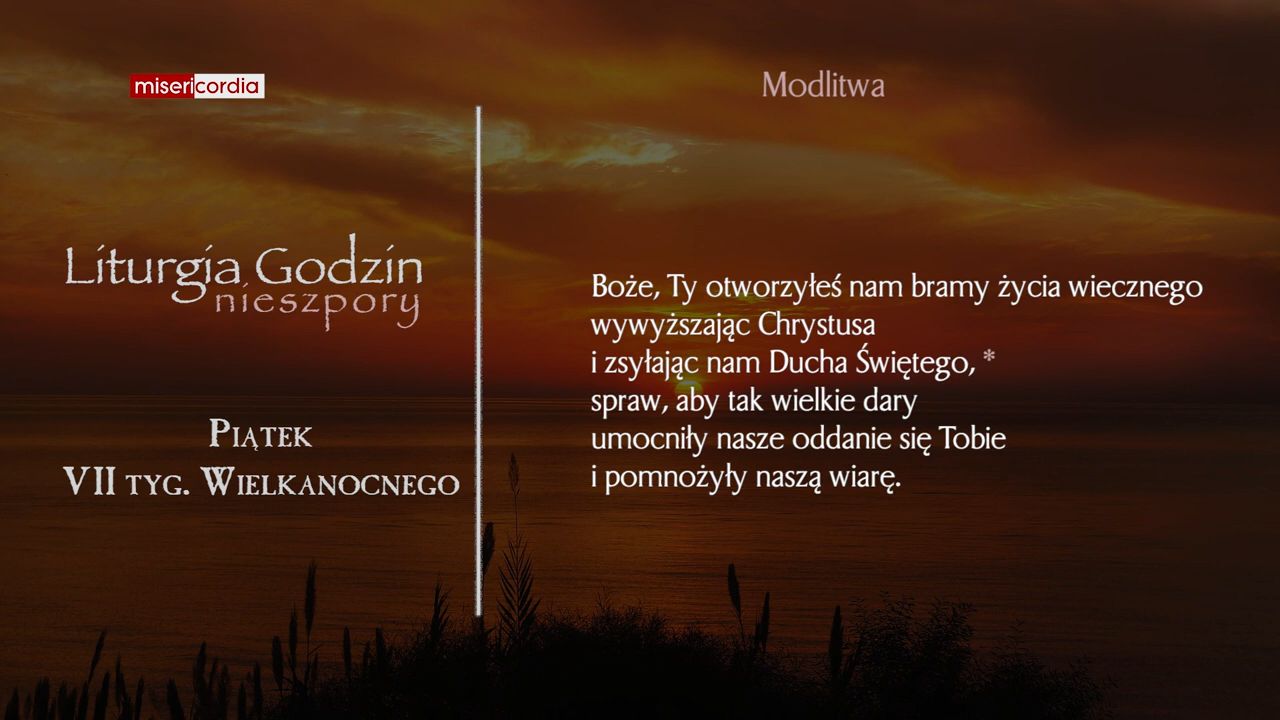 misericordia
Modlitwa
Liturgia Godzin
nieszpory
Piątek
VII tyg. Wielkanocnego
Boże, Ty otworzyłeś nam bramy życia wiecznego
wywyższając Chrystusa
i zsyłając nam Ducha Świętego, *
spraw, aby tak wielkie dary
umocniły nasze oddanie się Tobie
i pomnożyły naszą wiarę.